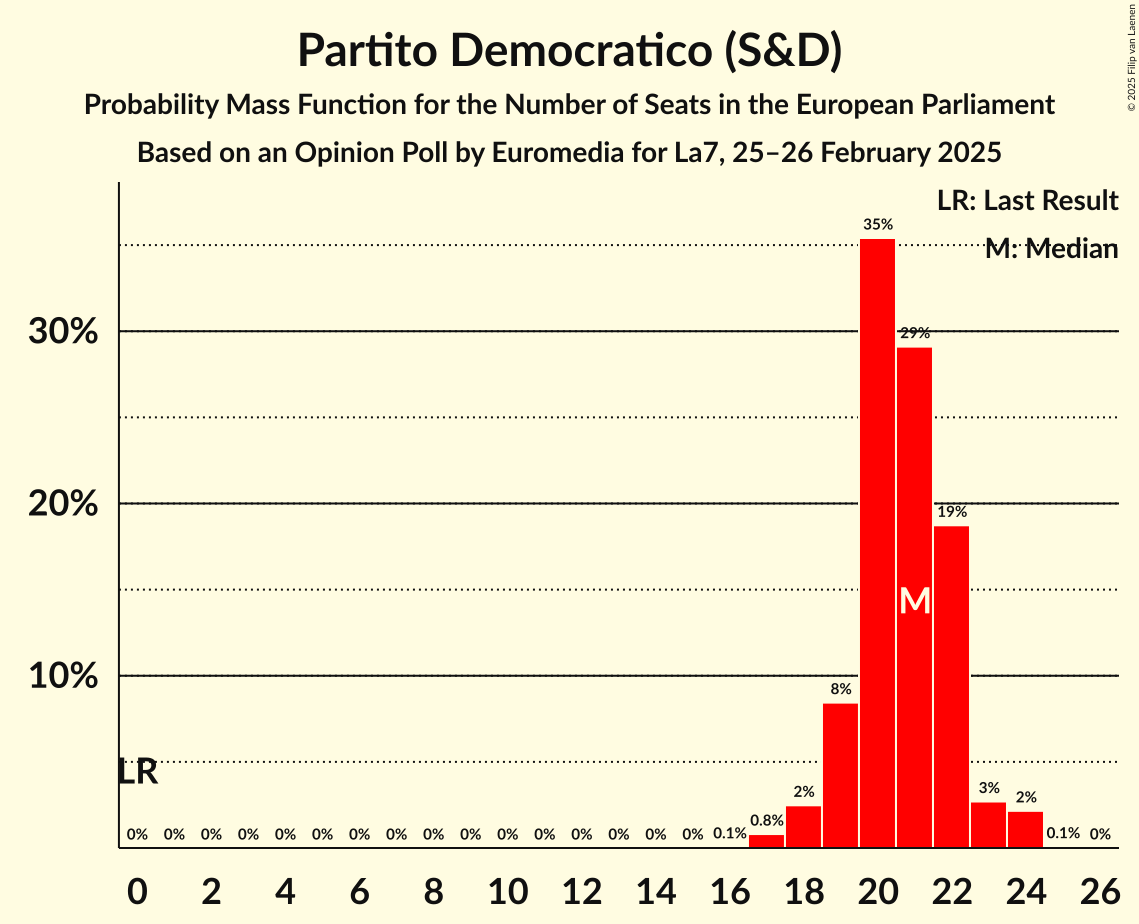 Partito Democratico (S&D)
Probability Mass Function for the Number of Seats in the European Parliament
Based on an Opinion Poll by Euromedia for La7, 25–26 February 2025
© 2025 Filip van Laenen
LR: Last Result
M: Median
30%
20%
10%
35%
29%
19%
M
8%
LR
0% 0% 0% 0% 0% 0% 0% 0% 0% 0% 0% 0% 0% 0% 0% 0% 0.1% 0.8% 2% 3% 2% 0.1% 0%
0 2 4 6 8 10 12 14 16 18 20 22 24 26